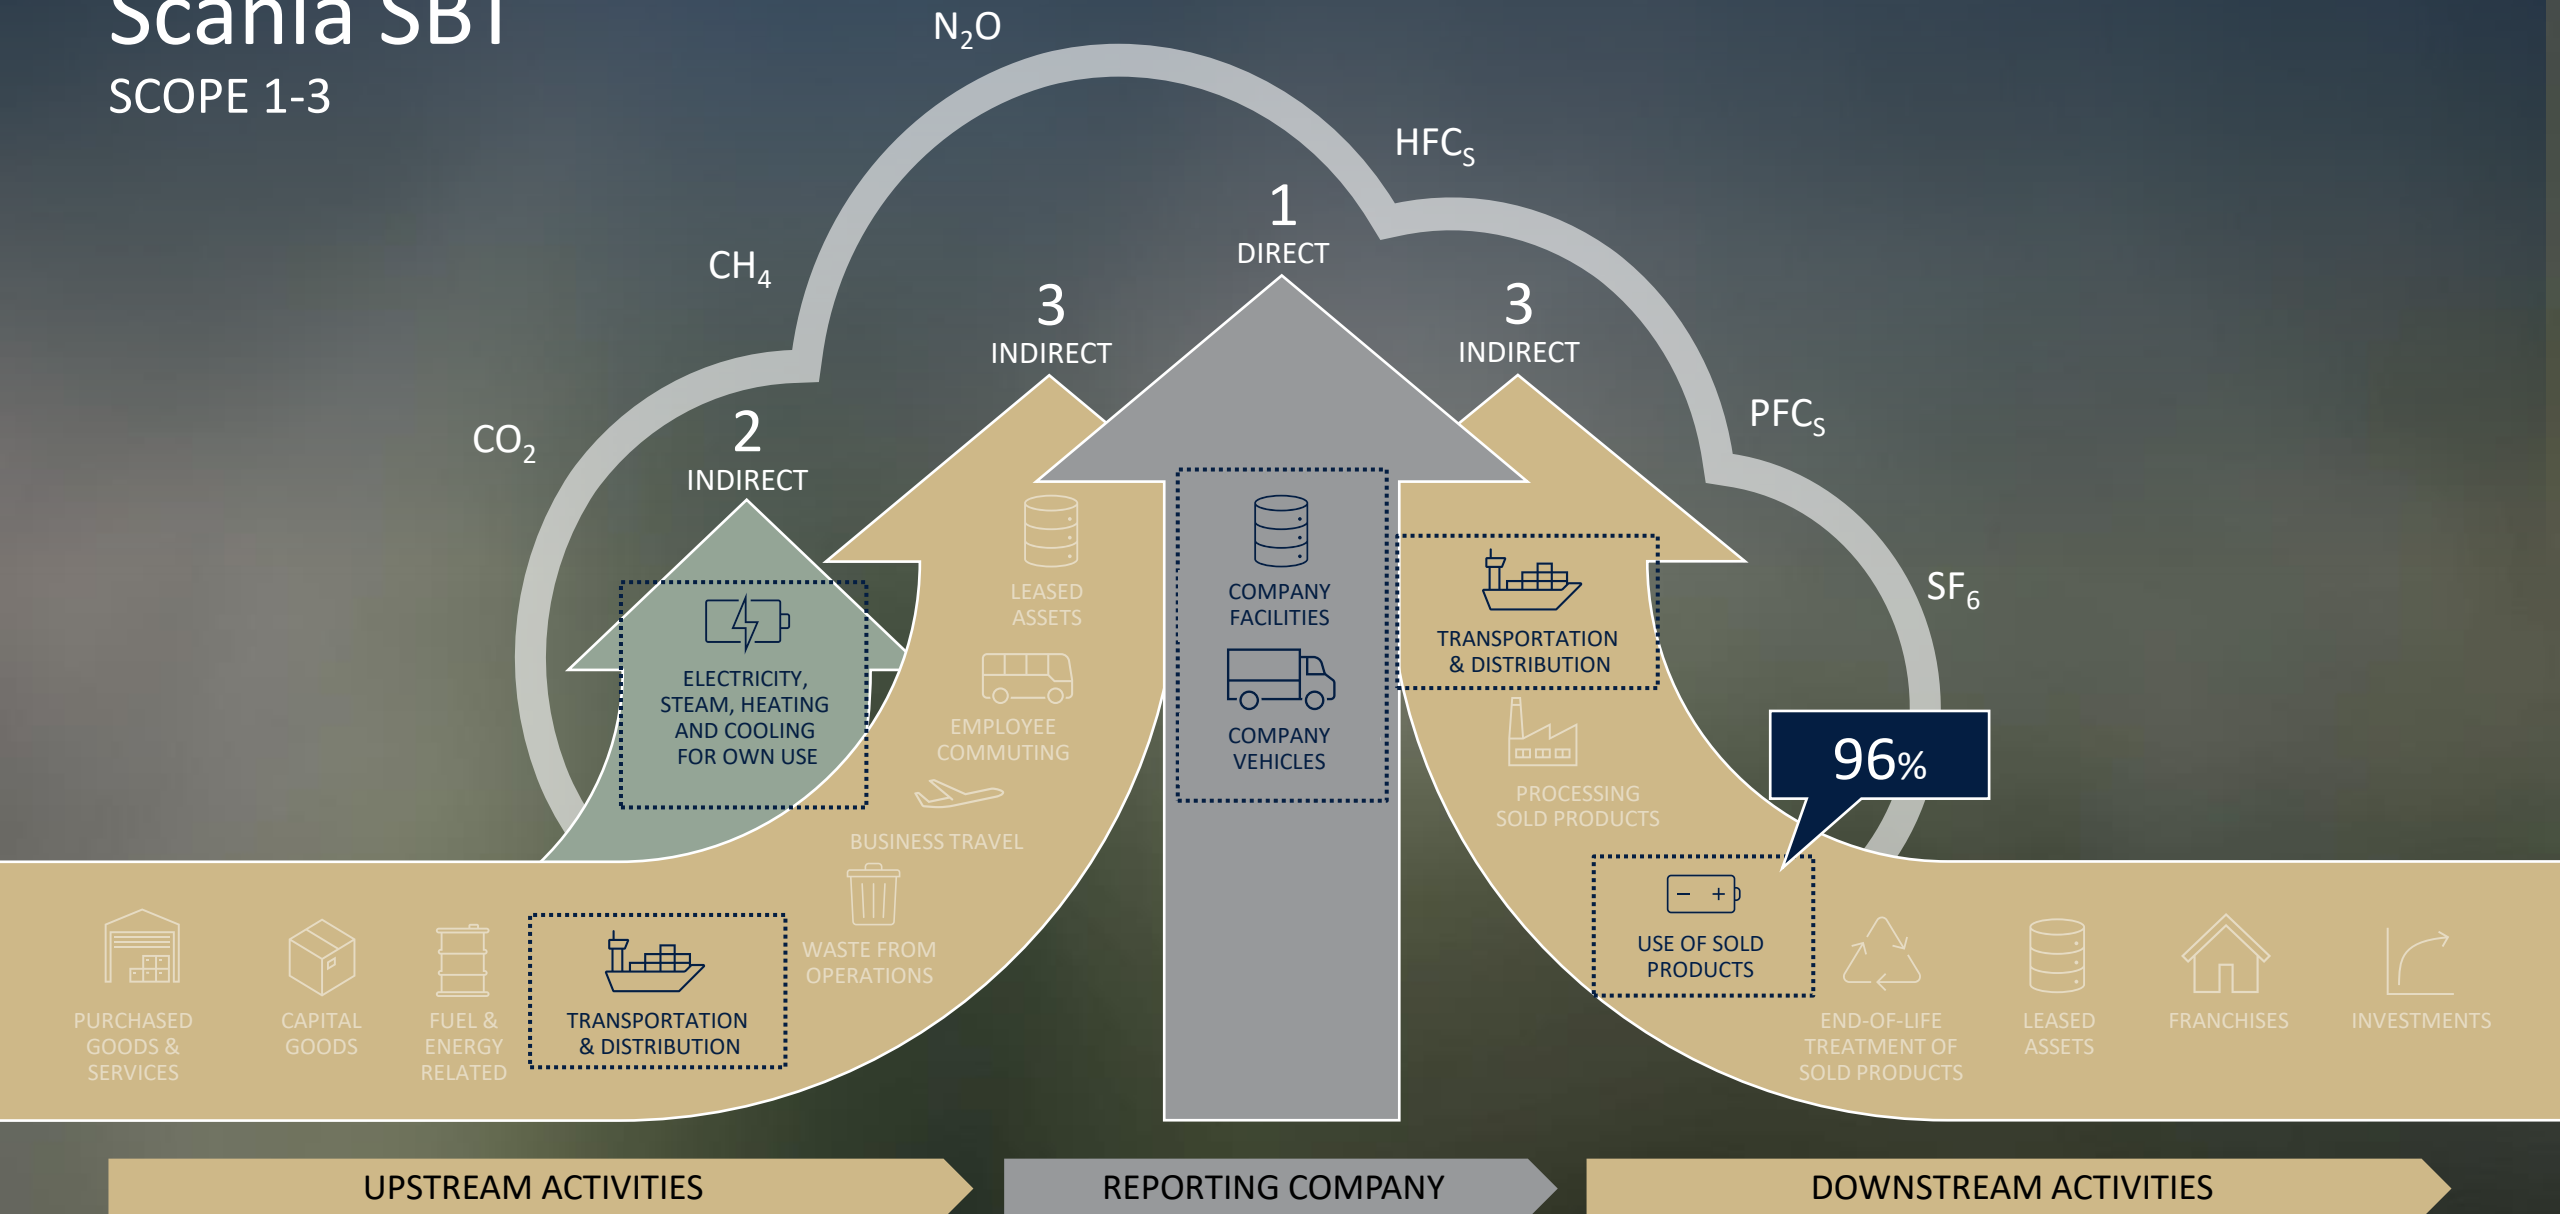 Scania SBT
SCOPE 1-3
N2O
HFCS
CH4
PFCS
CO2
SF6
1
DIRECT
3
INDIRECT
3
INDIRECT
2
INDIRECT
ELECTRICITY,
STEAM, HEATING
AND COOLING
FOR OWN USE
LEASED
ASSETS
EMPLOYEE
COMMUTING
BUSINESS TRAVEL
WASTE FROM
OPERATIONS
COMPANY
FACILITIES
COMPANY
VEHICLES
TRANSPORTATION
& DISTRIBUTION
PROCESSING
SOLD PRODUCTS
96%
USE OF SOLD
PRODUCTS
PURCHASED
GOODS &
SERVICES
CAPITAL
GOODS
FUEL &
ENERGY
RELATED
TRANSPORTATION
& DISTRIBUTION
END-OF-LIFE
TREATMENT OF
SOLD PRODUCTS
LEASED
ASSETS
FRANCHISES
INVESTMENTS
UPSTREAM ACTIVITIES
REPORTING COMPANY
DOWNSTREAM ACTIVITIES